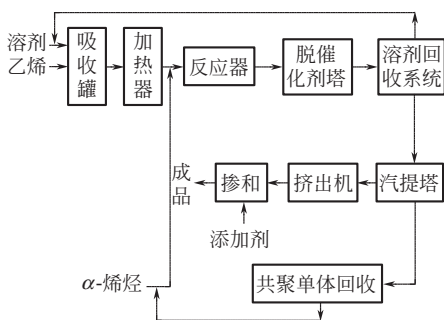 溶剂
乙烯
吸收罐
加热器
反应器
脱催
化剂塔
溶剂回
收系统
成品
掺和
挤出机
汽提塔
添加剂
α-烯烃
共聚单体回收